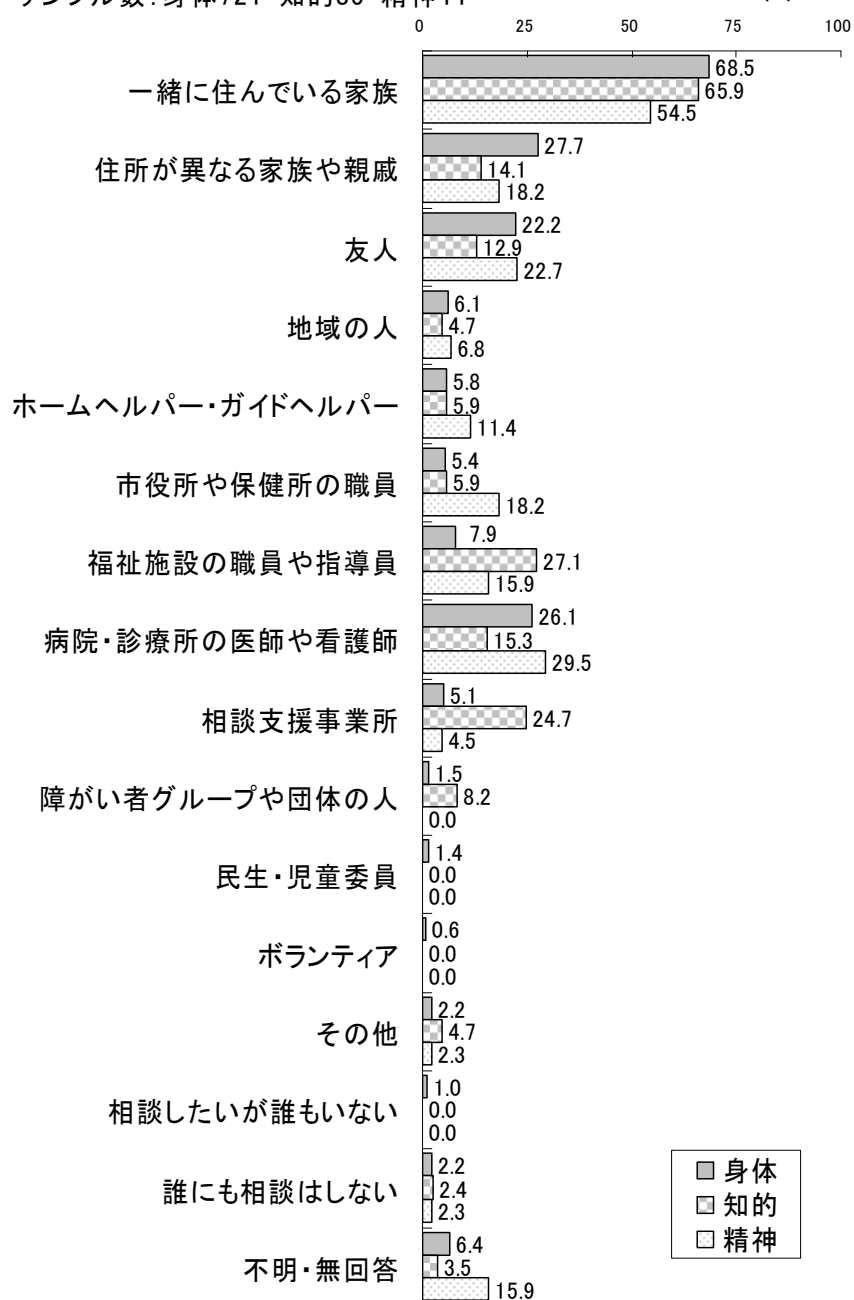 0 25 50 75 100
一緒に住んでいる家族
68.5
65.9
54.5
住所が異なる家族や親戚
27.7
14.1
18.2
友人
22.2
12.9
22.7
地域の人
6.1
4.7
6.8
ホームヘルパー・ガイドヘルパー
5.8
5.9
11.4
市役所や保健所の職員
5.4
5.9
18.2
福祉施設の職員や指導員
7.9
27.1
15.9
病院・診療所の医師や看護師
26.1
15.3
29.5
相談支援事業所
5.1
24.7
4.5
障がい者グループや団体の人
1.5
8.2
0.0
民生・児童委員
1.4
0.0
0.0
ボランティア
0.6
0.0
0.0
その他
2.2
4.7
2.3
相談したいが誰もいない
1.0
0.0
0.0
誰にも相談はしない
2.2
2.4
2.3
不明・無回答
6.4
3.5
15.9
身体
知的
精神